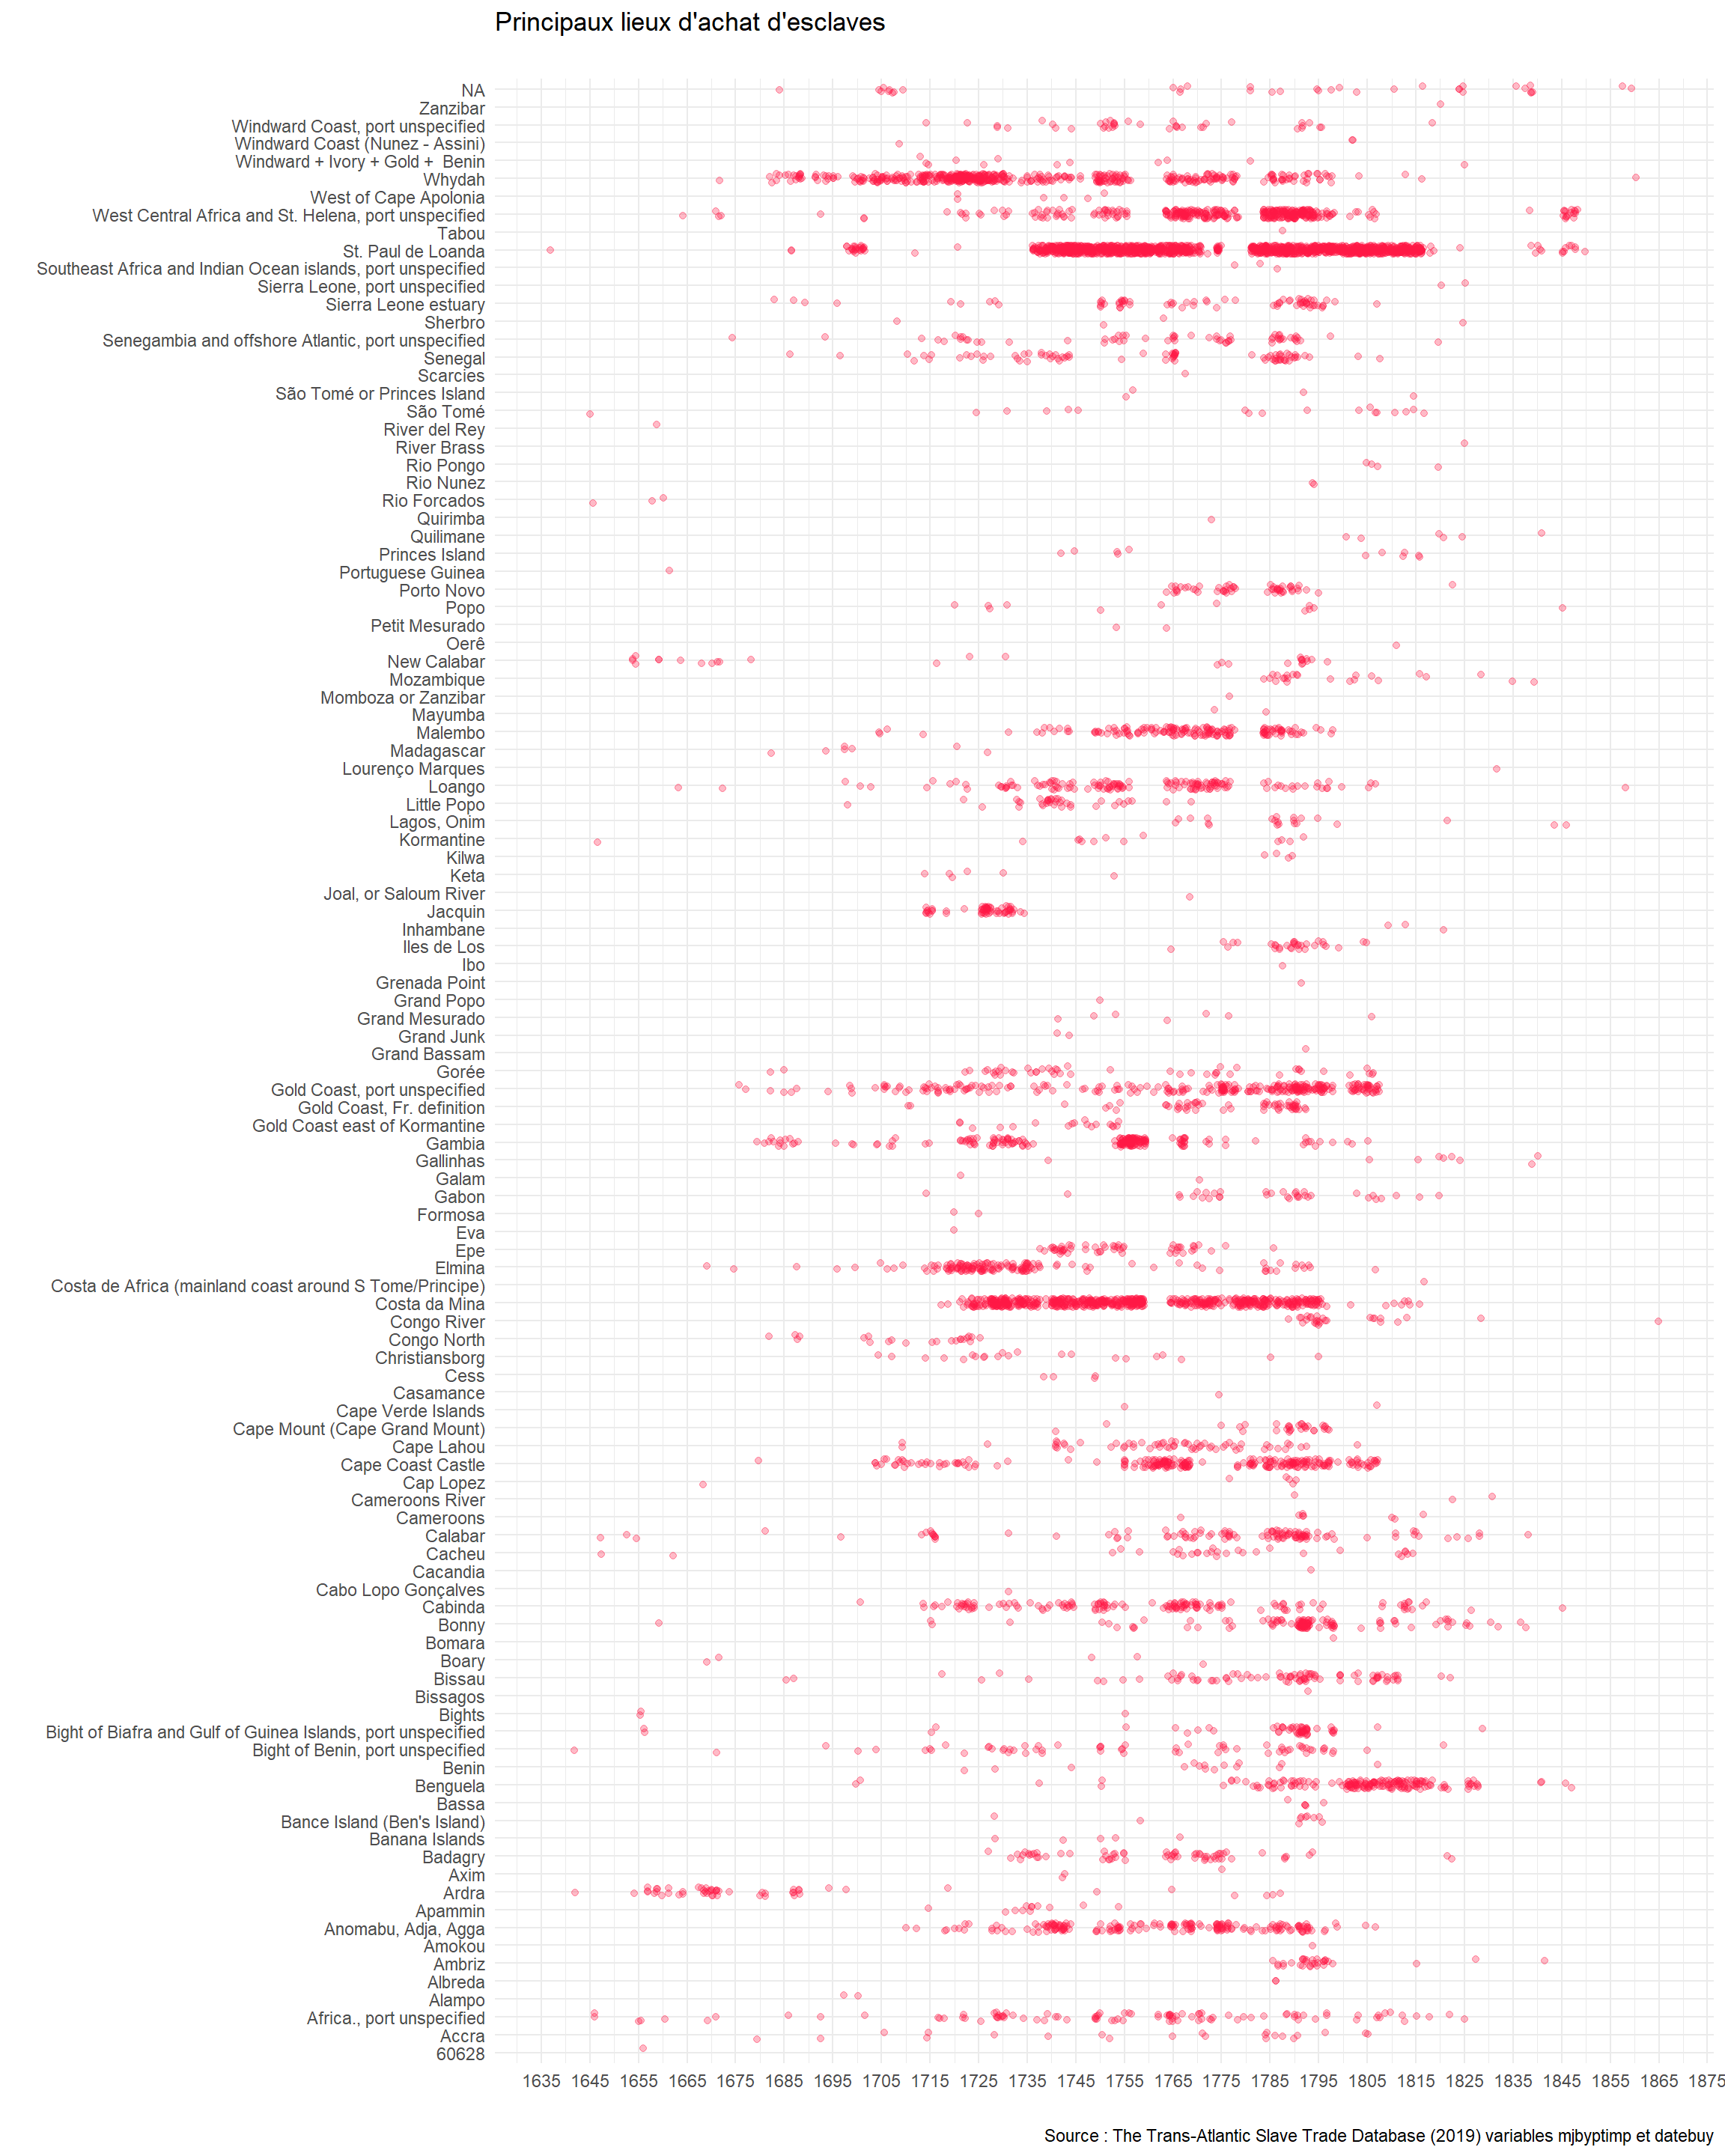 Principaux lieux d'achat d'esclaves
NA
Zanzibar
Windward Coast, port unspecified
Windward Coast (Nunez - Assini)
Windward + Ivory + Gold +  Benin
Whydah
West of Cape Apolonia
West Central Africa and St. Helena, port unspecified
Tabou
St. Paul de Loanda
Southeast Africa and Indian Ocean islands, port unspecified
Sierra Leone, port unspecified
Sierra Leone estuary
Sherbro
Senegambia and offshore Atlantic, port unspecified
Senegal
Scarcies
São Tomé or Princes Island
São Tomé
River del Rey
River Brass
Rio Pongo
Rio Nunez
Rio Forcados
Quirimba
Quilimane
Princes Island
Portuguese Guinea
Porto Novo
Popo
Petit Mesurado
Oerê
New Calabar
Mozambique
Momboza or Zanzibar
Mayumba
Malembo
Madagascar
Lourenço Marques
Loango
Little Popo
Lagos, Onim
Kormantine
Kilwa
Keta
Joal, or Saloum River
Jacquin
Inhambane
Iles de Los
Ibo
Grenada Point
Grand Popo
Grand Mesurado
Grand Junk
Grand Bassam
Gorée
Gold Coast, port unspecified
Gold Coast, Fr. definition
Gold Coast east of Kormantine
Gambia
Gallinhas
Galam
Gabon
Formosa
Eva
Epe
Elmina
Costa de Africa (mainland coast around S Tome/Principe)
Costa da Mina
Congo River
Congo North
Christiansborg
Cess
Casamance
Cape Verde Islands
Cape Mount (Cape Grand Mount)
Cape Lahou
Cape Coast Castle
Cap Lopez
Cameroons River
Cameroons
Calabar
Cacheu
Cacandia
Cabo Lopo Gonçalves
Cabinda
Bonny
Bomara
Boary
Bissau
Bissagos
Bights
Bight of Biafra and Gulf of Guinea Islands, port unspecified
Bight of Benin, port unspecified
Benin
Benguela
Bassa
Bance Island (Ben's Island)
Banana Islands
Badagry
Axim
Ardra
Apammin
Anomabu, Adja, Agga
Amokou
Ambriz
Albreda
Alampo
Africa., port unspecified
Accra
60628
1635 1645 1655 1665 1675 1685 1695 1705 1715 1725 1735 1745 1755 1765 1775 1785 1795 1805 1815 1825 1835 1845 1855 1865 1875
Source : The Trans-Atlantic Slave Trade Database (2019) variables mjbyptimp et datebuy